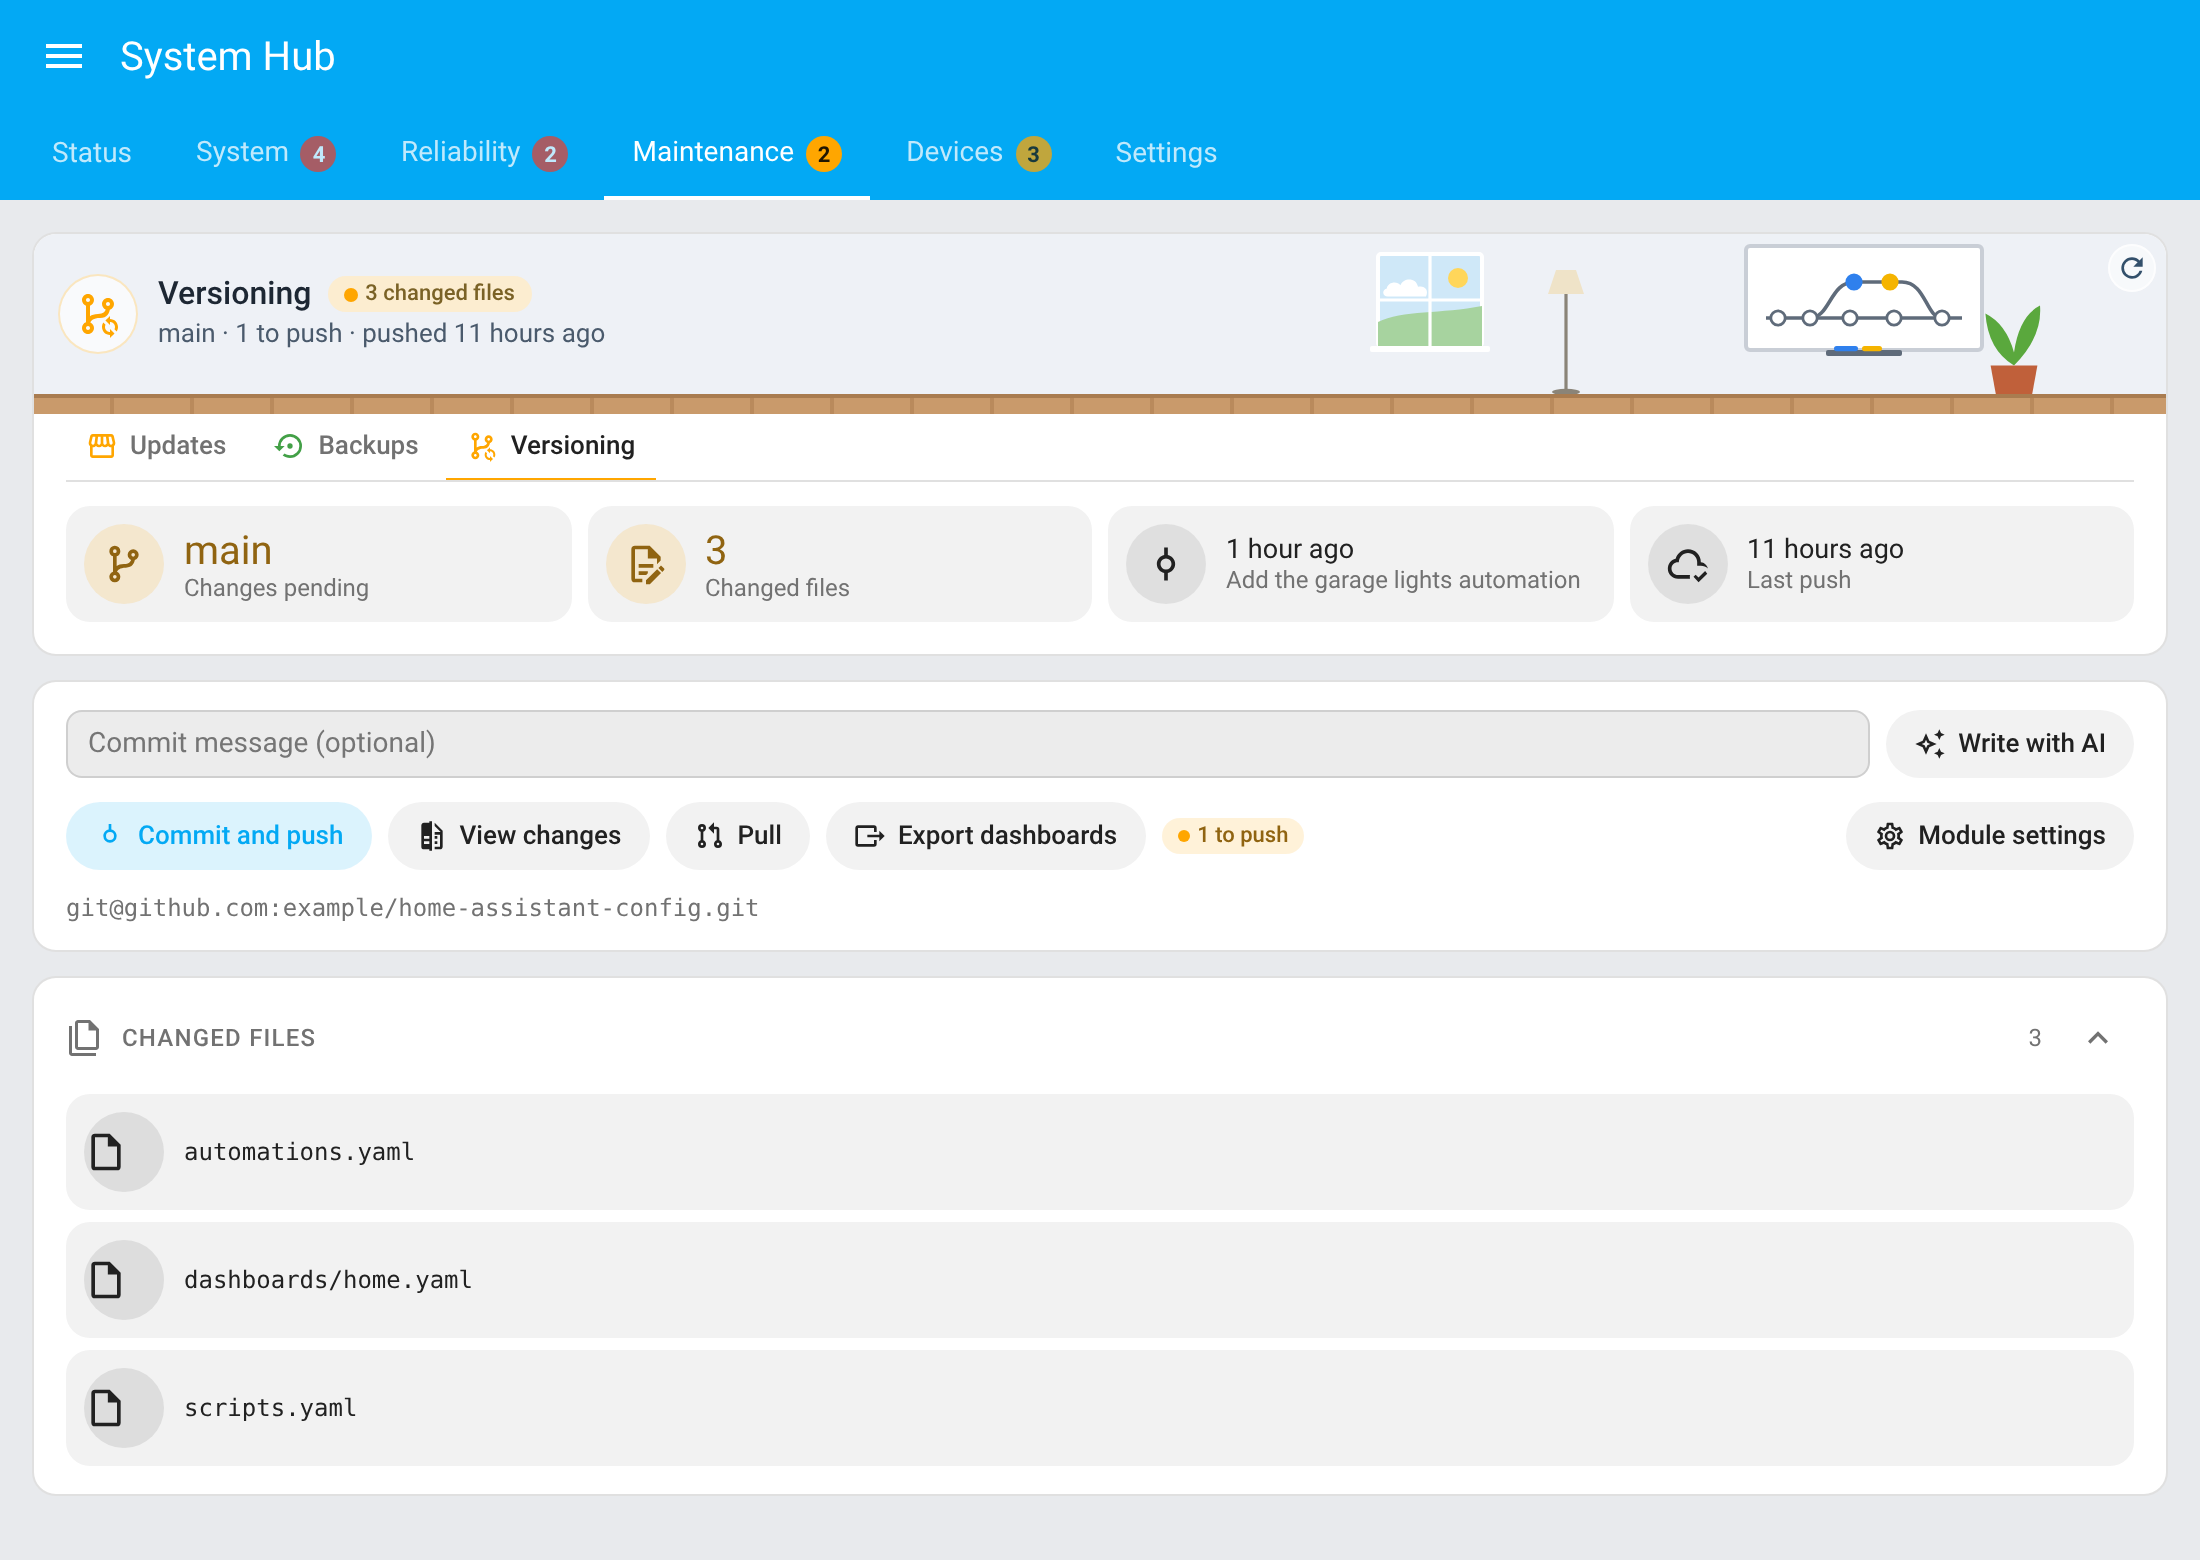 System Hub
Status System 4 Reliability 2 Maintenance 2 Devices 3 Settings
Versioning 3 changed files
main · 1 to push · pushed 11 hours ago
Updates Backups Versioning
main
Changes pending
3
Changed files
1 hour ago
Add the garage lights automation
11 hours ago
Last push
Commit message (optional) Write with AI
Commit and push View changes Pull Export dashboards 1 to push Module settings
git@github.com:example/home-assistant-config.git
CHANGED FILES 3
automations.yaml
dashboards/home.yaml
scripts.yaml